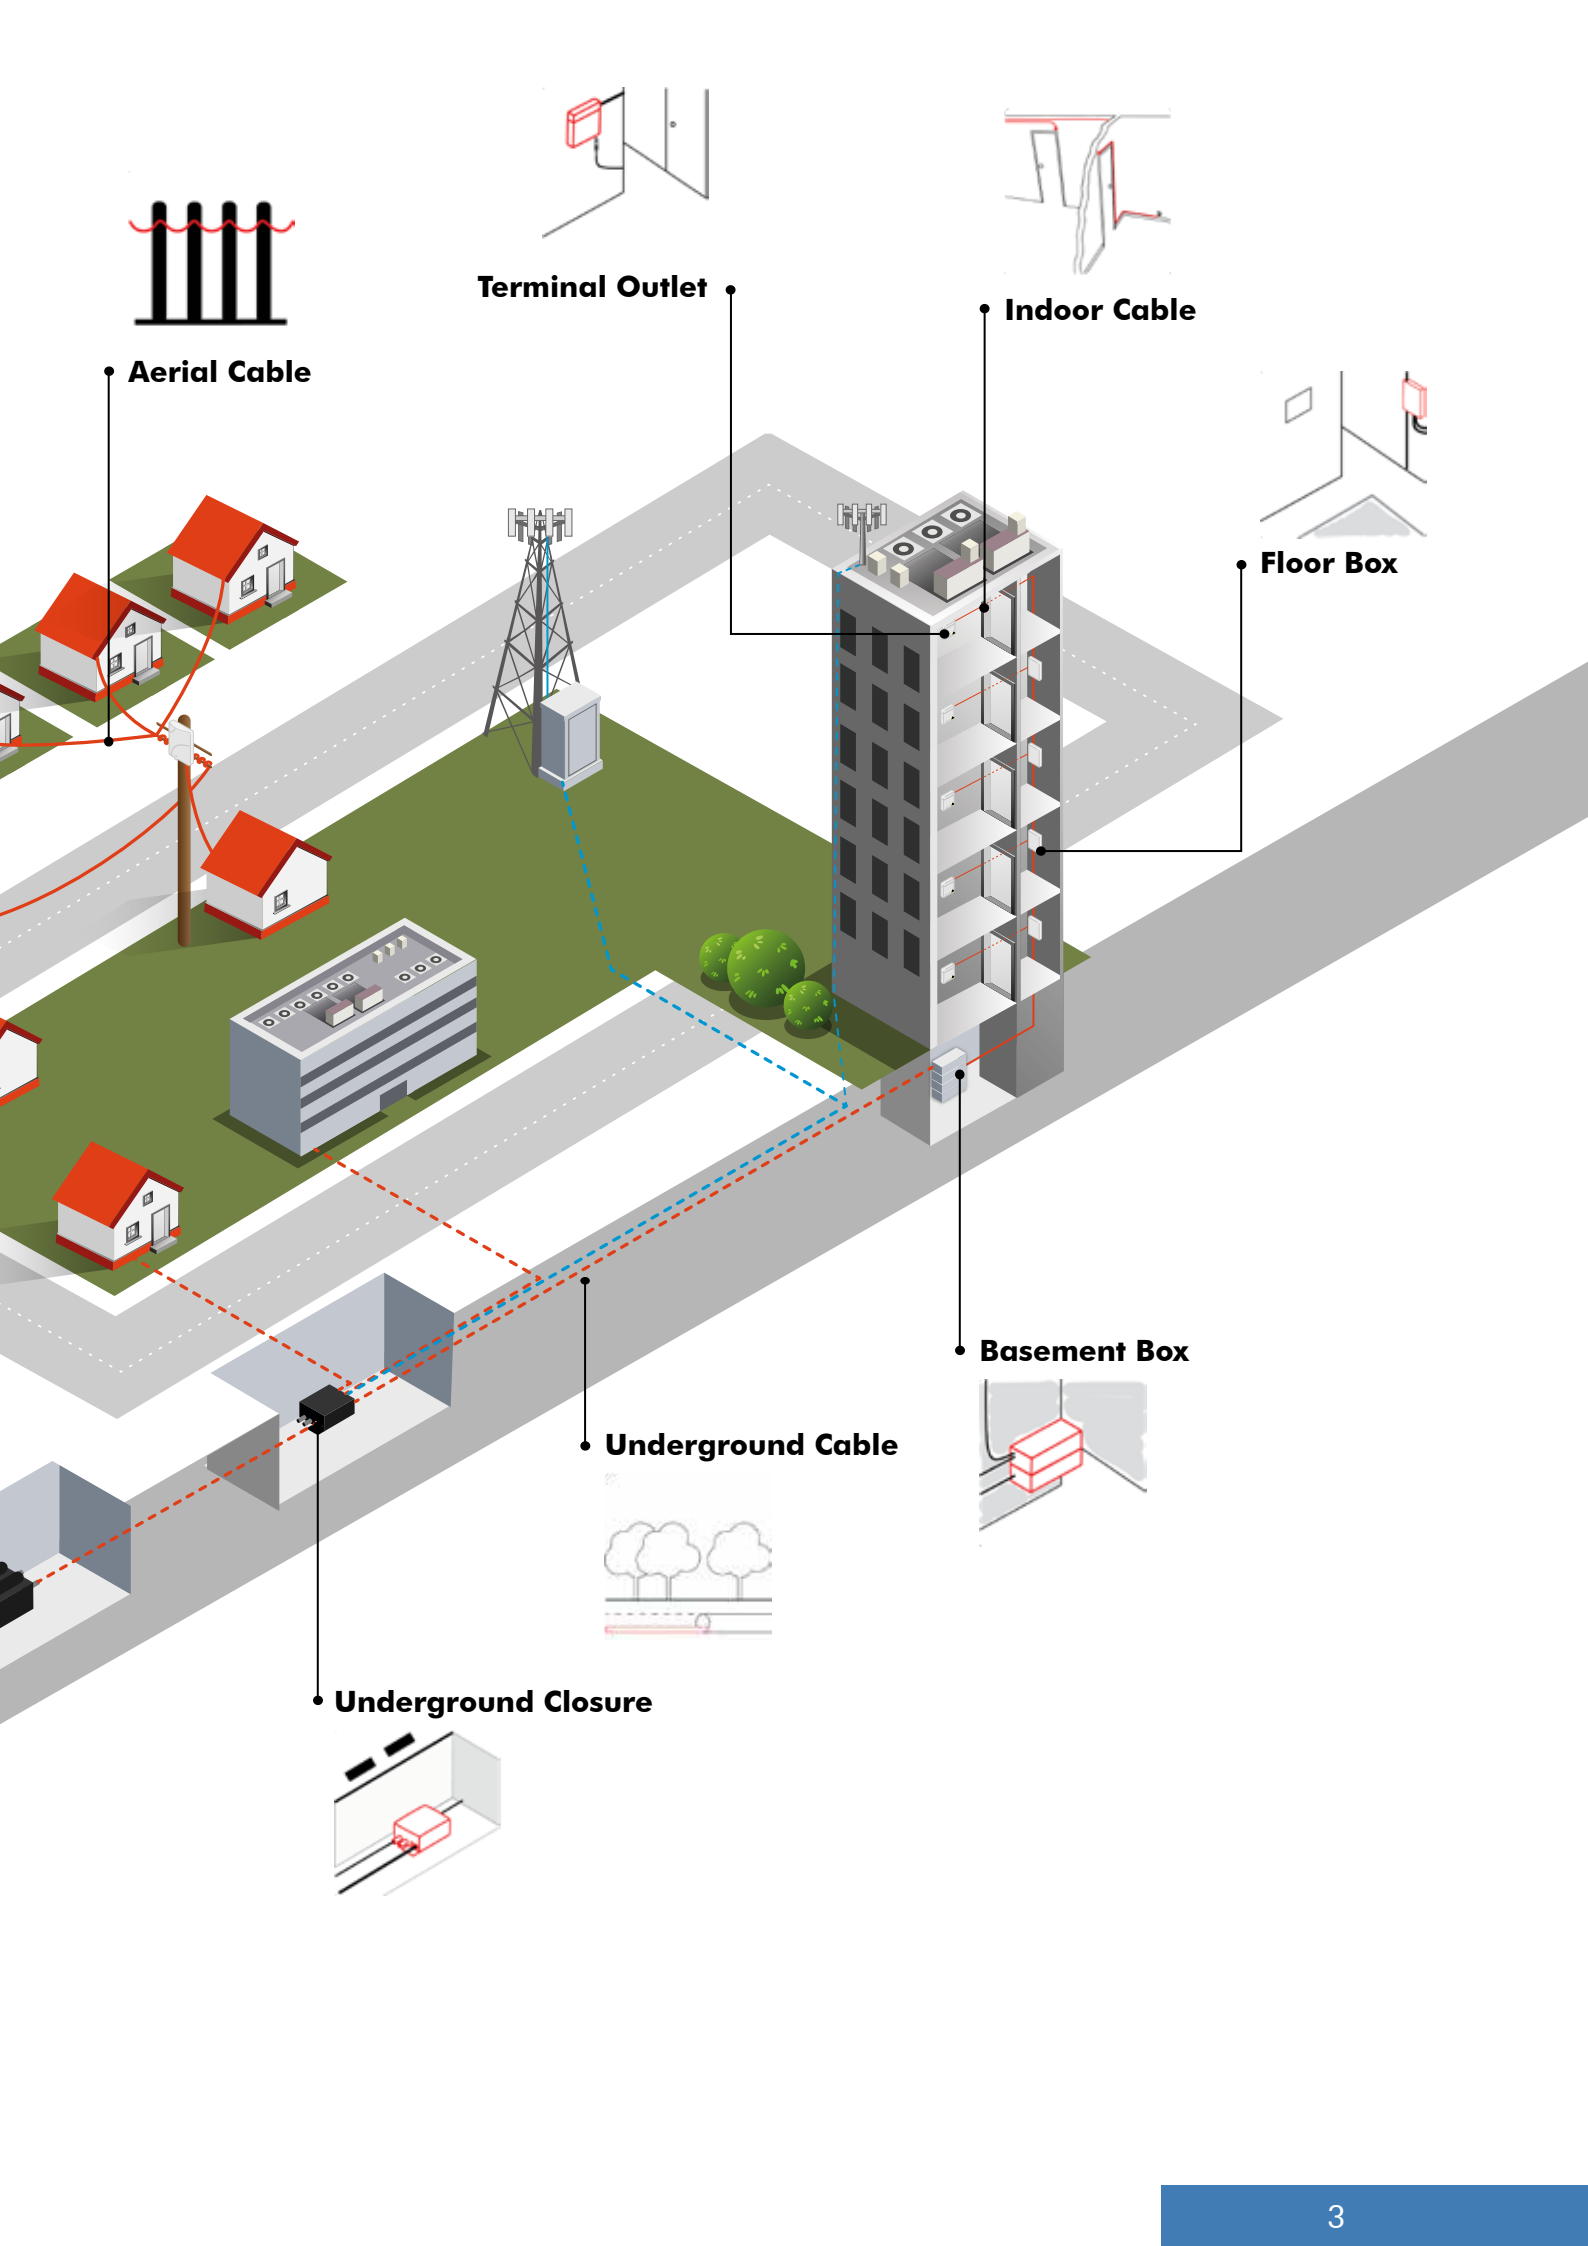 Terminal Outlet
Indoor Cable
Aerial Cable
Floor Box
Basement Box
Underground Cable
Underground Closure
3